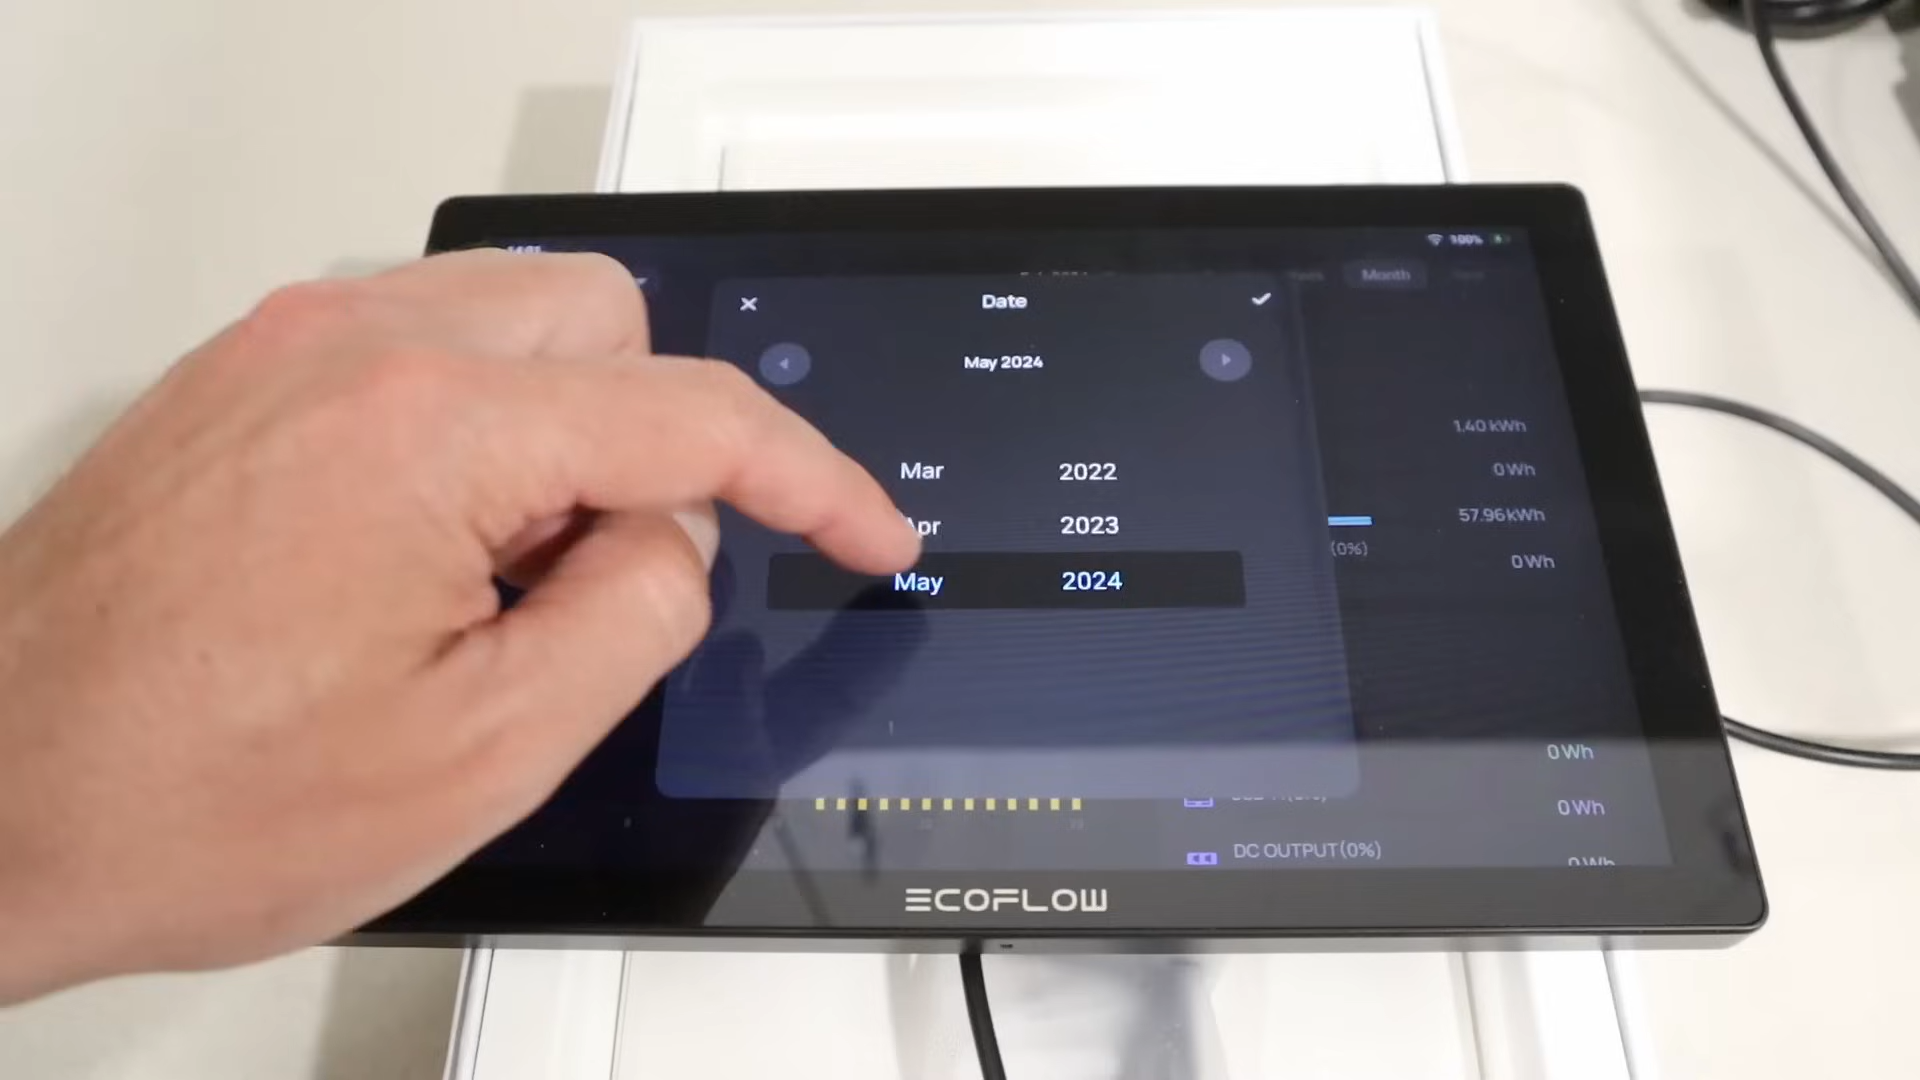 100%
Month
Date
May 2024
1.40 kWh
Mar 2022
0 Wh
57.96 kWh
2023
(0%)
0 Wh
May 2024
0 Wh
0 Wh
DC OUTPUT(0%)
ECOFLOW